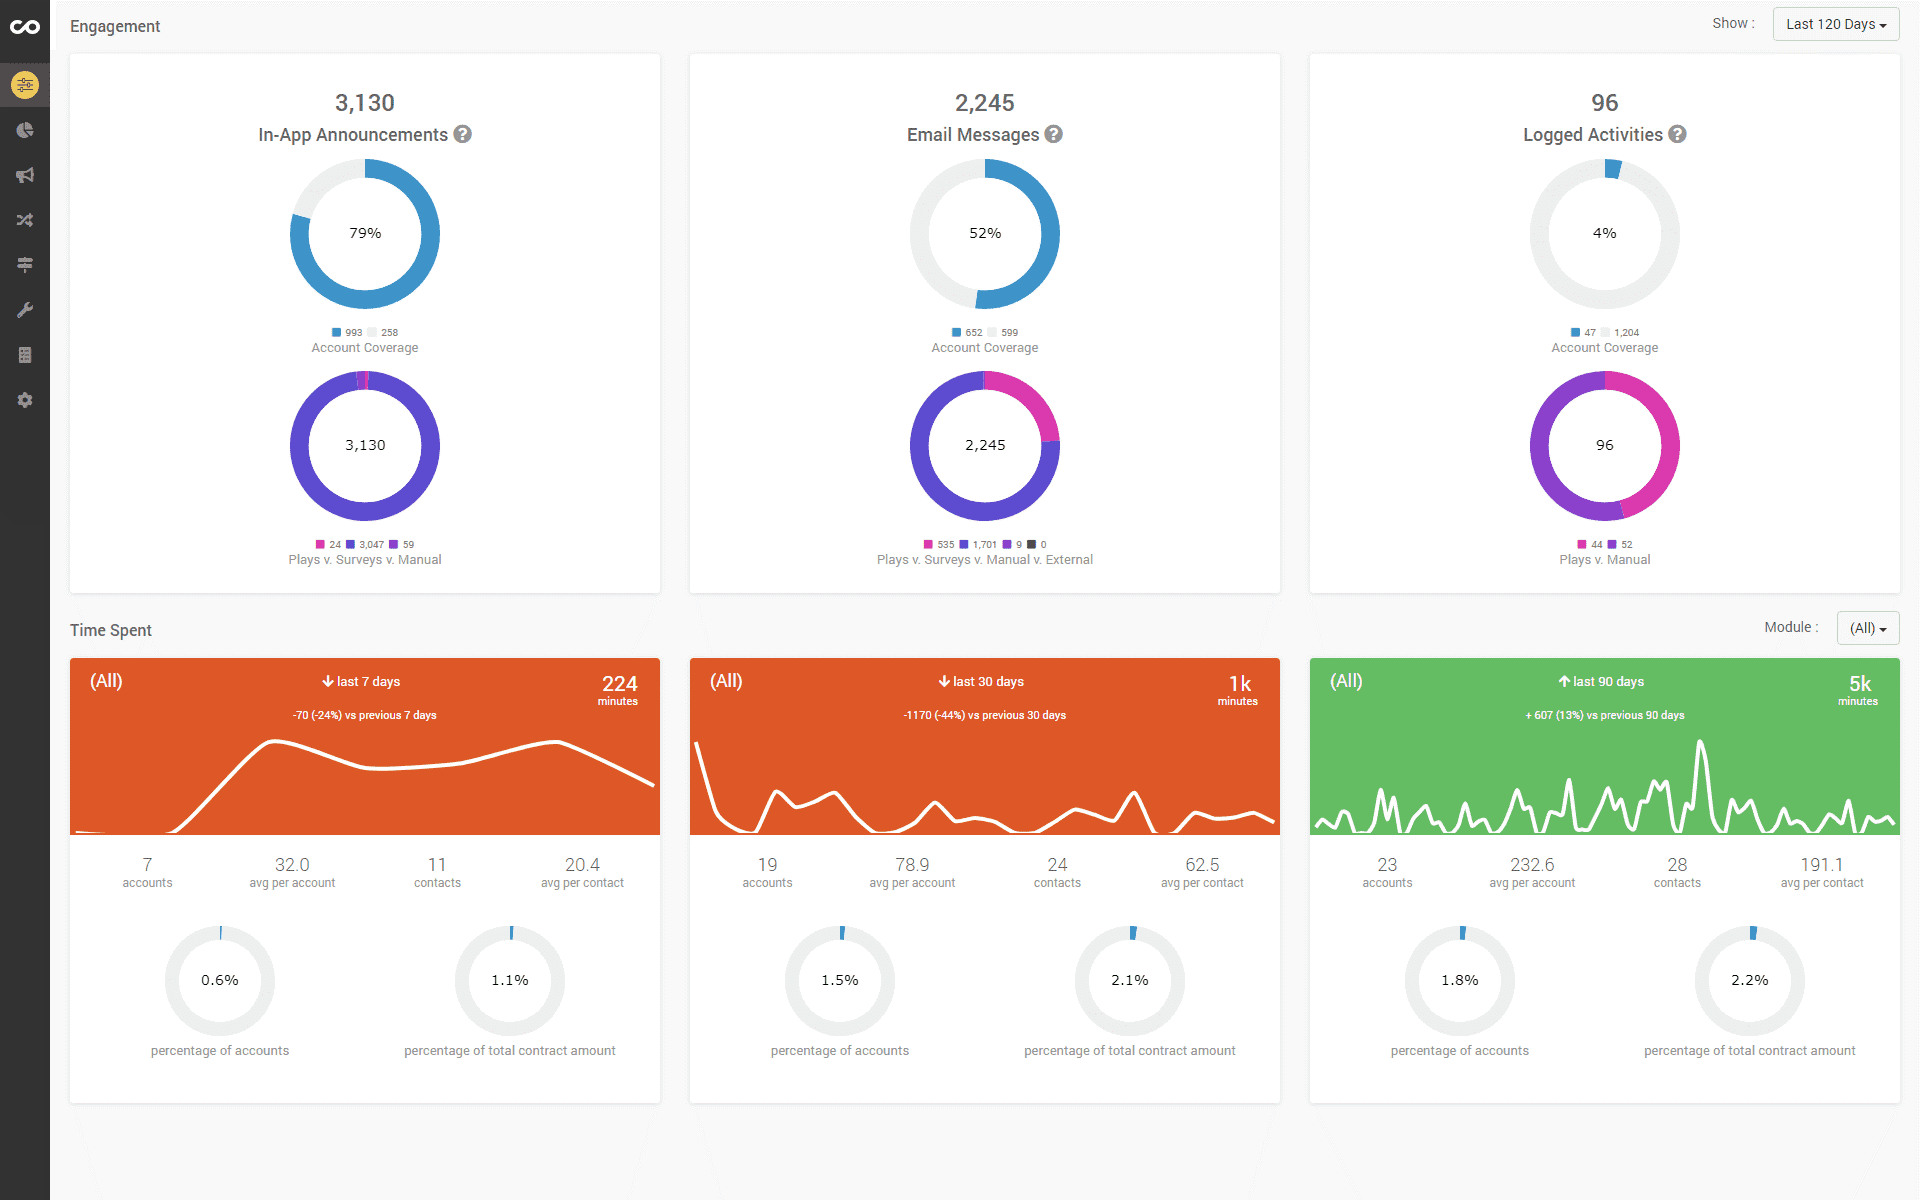 Engagement
Show :
Last 120 Days
3,130
In-App Announcements ?
79%
993 258
Account Coverage
3,130
24 3,047 59
Plays v. Surveys v. Manual
2,245
Email Messages ?
52%
652 599
Account Coverage
2,245
535 1,701 9 0
Plays v. Surveys v. Manual v. External
96
Logged Activities ?
4%
47 1,204
Account Coverage
96
44 52
Plays v. Manual
Time Spent
Module :
(All)
(All)
last 7 days
224
minutes
-70 (-24%) vs previous 7 days
7
accounts
32.0
avg per account
11
contacts
20.4
avg per contact
0.6%
percentage of accounts
1.1%
percentage of total contract amount
(All)
last 30 days
1k
minutes
-1170 (-44%) vs previous 30 days
19
accounts
78.9
avg per account
24
contacts
62.5
avg per contact
1.5%
percentage of accounts
2.1%
percentage of total contract amount
(All)
last 90 days
5k
minutes
+ 607 (13%) vs previous 90 days
23
accounts
232.6
avg per account
28
contacts
191.1
avg per contact
1.8%
percentage of accounts
2.2%
percentage of total contract amount